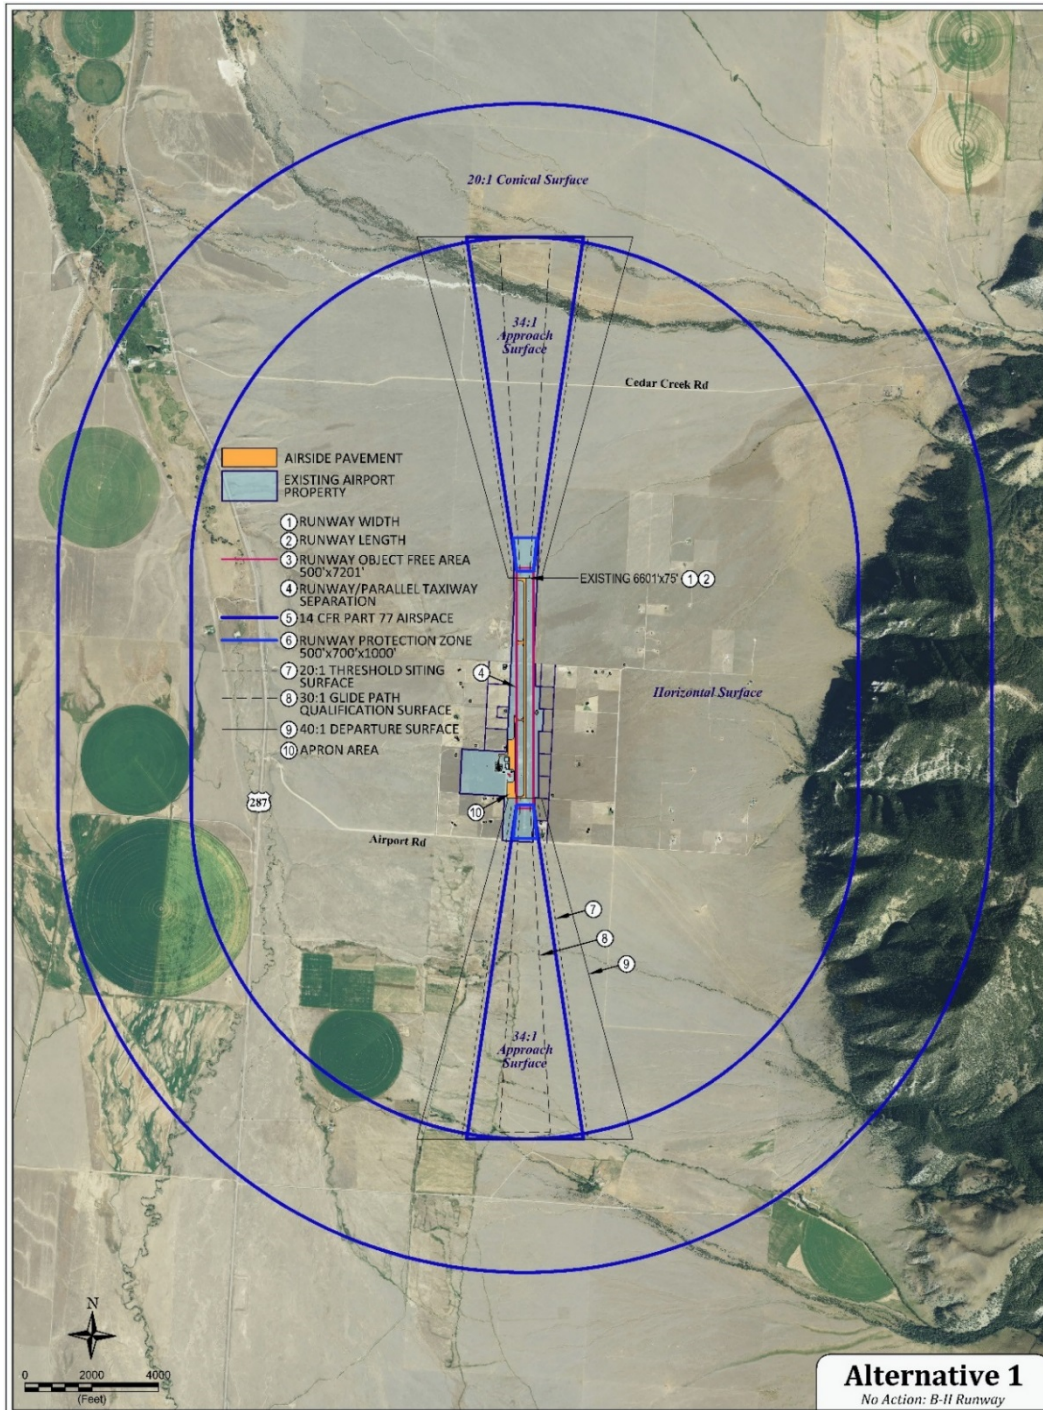 20:1 Conical Surface
34:1
Approach
Surface
Cedar Creek Rd
AIRSIDE PAVEMENT
EXISTING AIRPORT
PROPERTY
1 RUNWAY WIDTH
2 RUNWAY LENGTH
3 RUNWAY OBJECT FREE AREA
500'x7201'
4 RUNWAY/PARALLEL TAXIWAY
SEPARATION
5 14 CFR PART 77 AIRSPACE
6 RUNWAY PROTECTION ZONE
500'x700'x1000'
7 20:1 THRESHOLD SITING
SURFACE
8 30:1 GLIDE PATH
QUALIFICATION SURFACE
9 40:1 DEPARTURE SURFACE
10 APRON AREA
EXISTING 6601'x75' 1 2
4
Horizontal Surface
287
10
Airport Rd
7
8
9
34:1
Approach
Surface
N
0 2000 4000
(Feet)
Alternative 1
No Action: B-II Runway